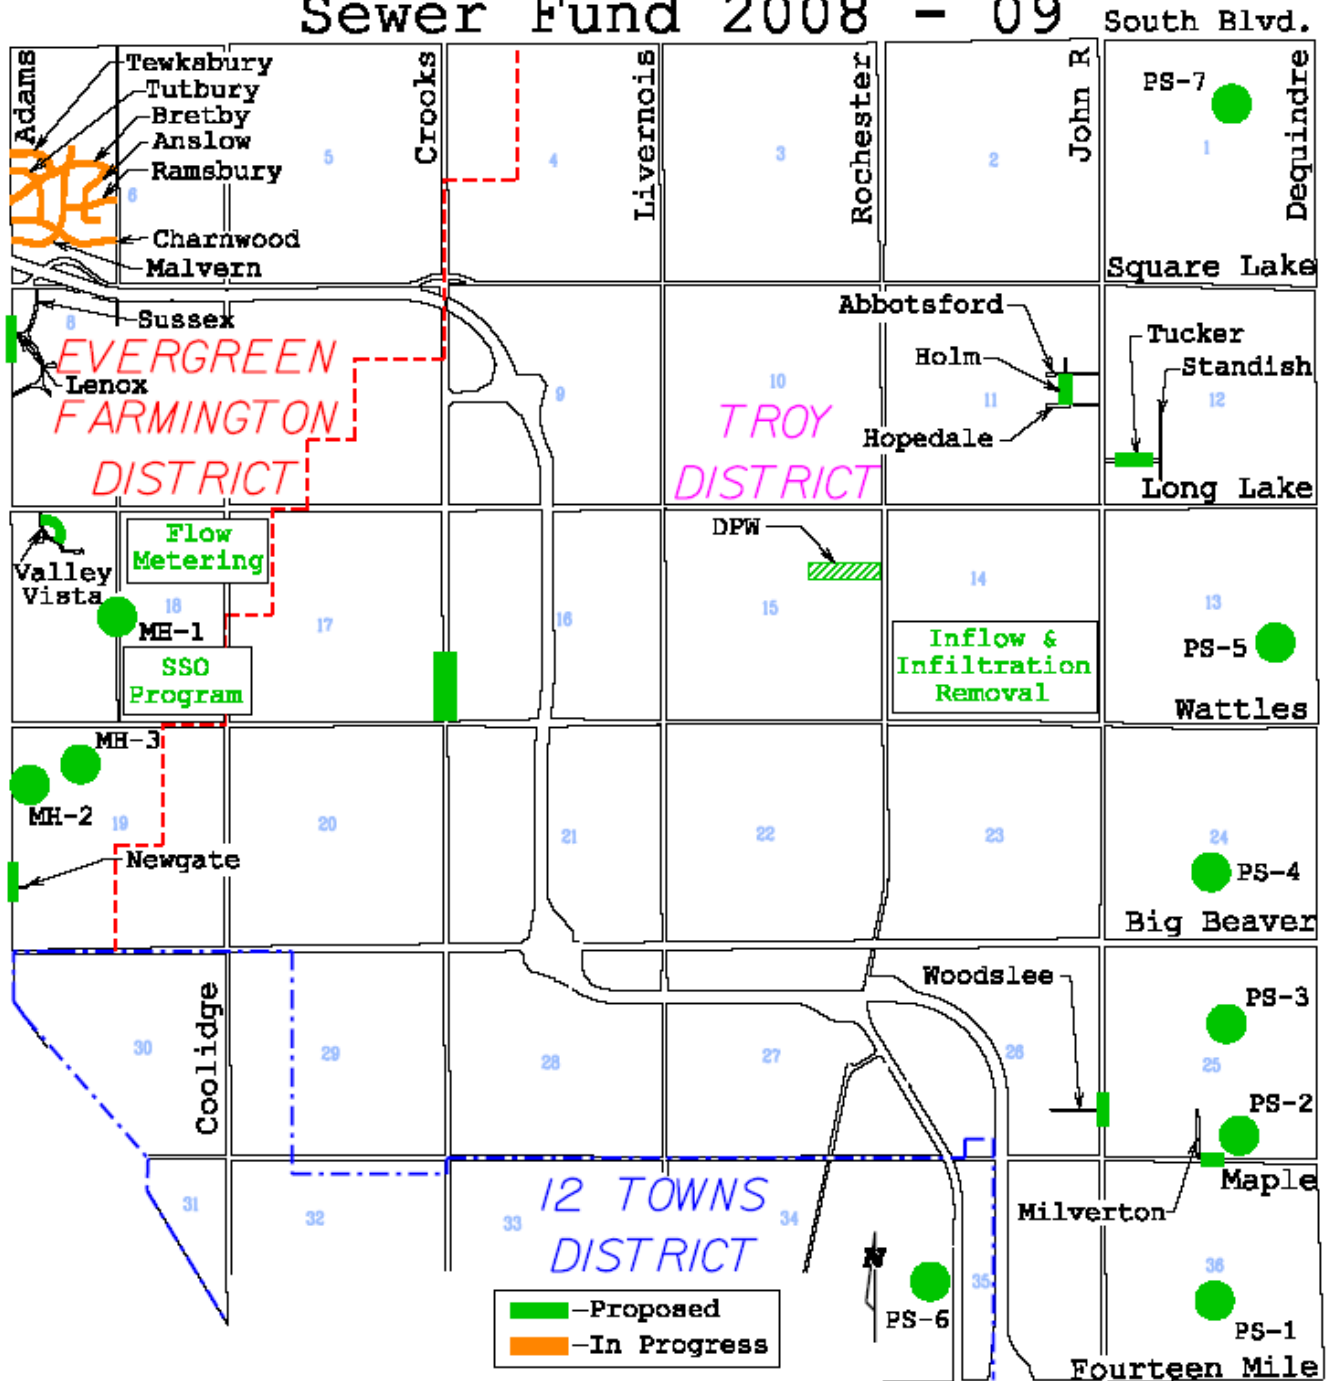 Sewer Fund 2008 - 09
South Blvd.
Adams
Tewksbury
Tutbury
Bretby
Anslow
Ramsbury
Charnwood
Malvern
Crooks
Livernois
Rochester
John R
PS-7
Dequindre
5
4
3
2
1
6
Square Lake
Sussex
8
Lenox
EVERGREEN
FARMINGTON
DISTRICT
9
10
TROY
DISTRICT
Abbotsford
Holm
11
Hopedale
Tucker
Standish
12
Long Lake
Flow
Metering
Valley
Vista
18
MH-1
SSO
Program
17
16
DPW
15
14
Inflow &
Infiltration
Removal
13
PS-5
Wattles
MH-3
MH-2
19
Newgate
20
21
22
23
24
PS-4
Big Beaver
Woodslee
PS-3
30
Coolidge
29
28
27
26
25
PS-2
Maple
Milverton
31
32
33
12 TOWNS
DISTRICT
34
N
35
PS-6
36
PS-1
Fourteen Mile
-Proposed
-In Progress